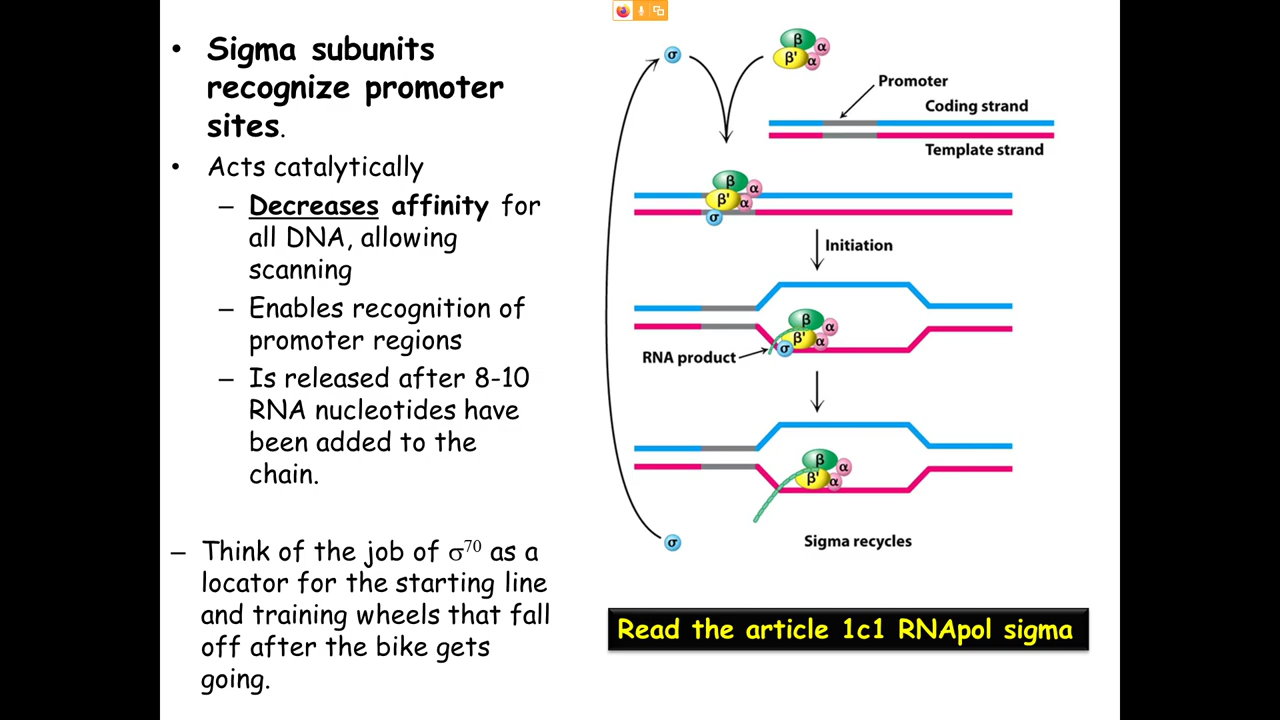 • Sigma subunits
recognize promoter
sites.
• Acts catalytically
– Decreases affinity for
all DNA, allowing
scanning
– Enables recognition of
promoter regions
– Is released after 8-10
RNA nucleotides have
been added to the
chain.
– Think of the job of σ⁷⁰ as a
locator for the starting line
and training wheels that fall
off after the bike gets
going.
σ
β
α
β'
α
Promoter
Coding strand
Template strand
β
α
β'
α
σ
Initiation
β
α
β'
α
σ
RNA product
β
α
β'
α
σ
Sigma recycles
Read the article 1c1 RNApol sigma